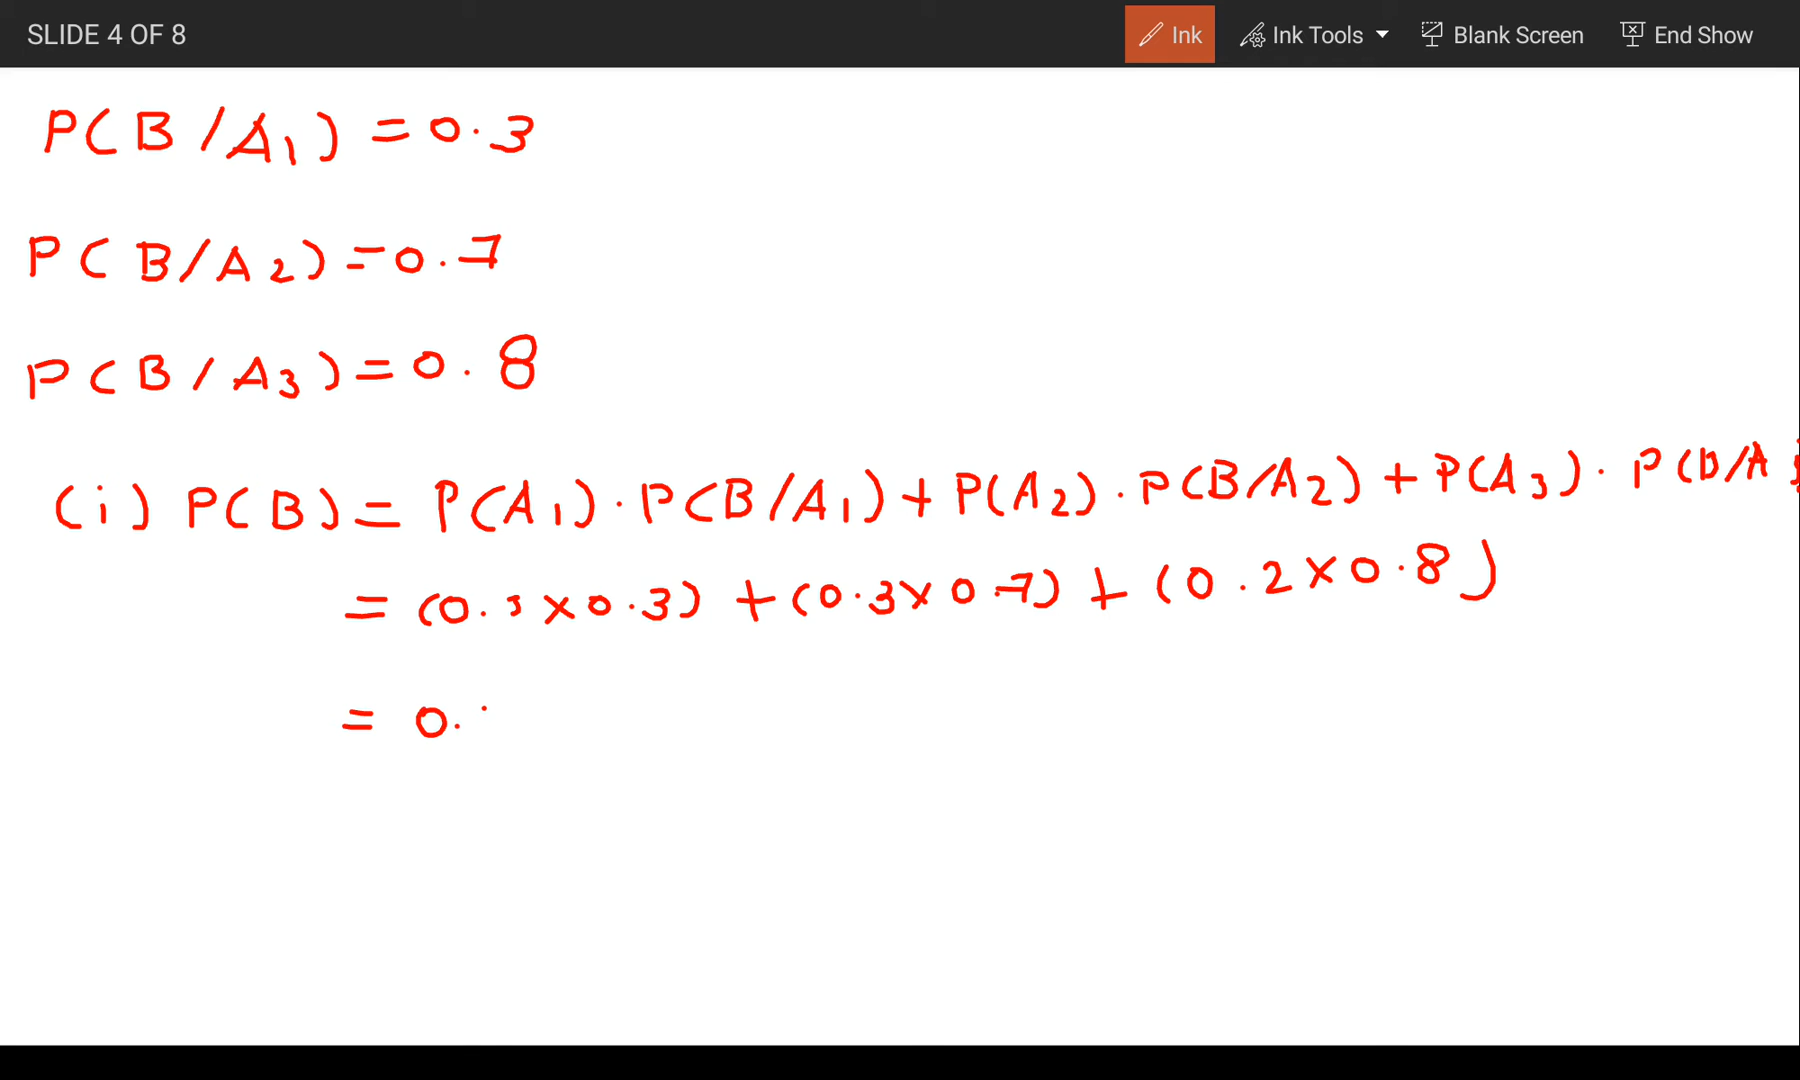 SLIDE 4 OF 8 Ink Ink Tools Blank Screen End Show
P(B/A1) = 0.3
P(B/A2) = 0.7
P(B/A3) = 0.8
(i) P(B) = P(A1) · P(B/A1) + P(A2) · P(B/A2) + P(A3) · P(B/A
= (0. × 0.3) + (0.3 × 0.7) + (0.2 × 0.8)
= 0.